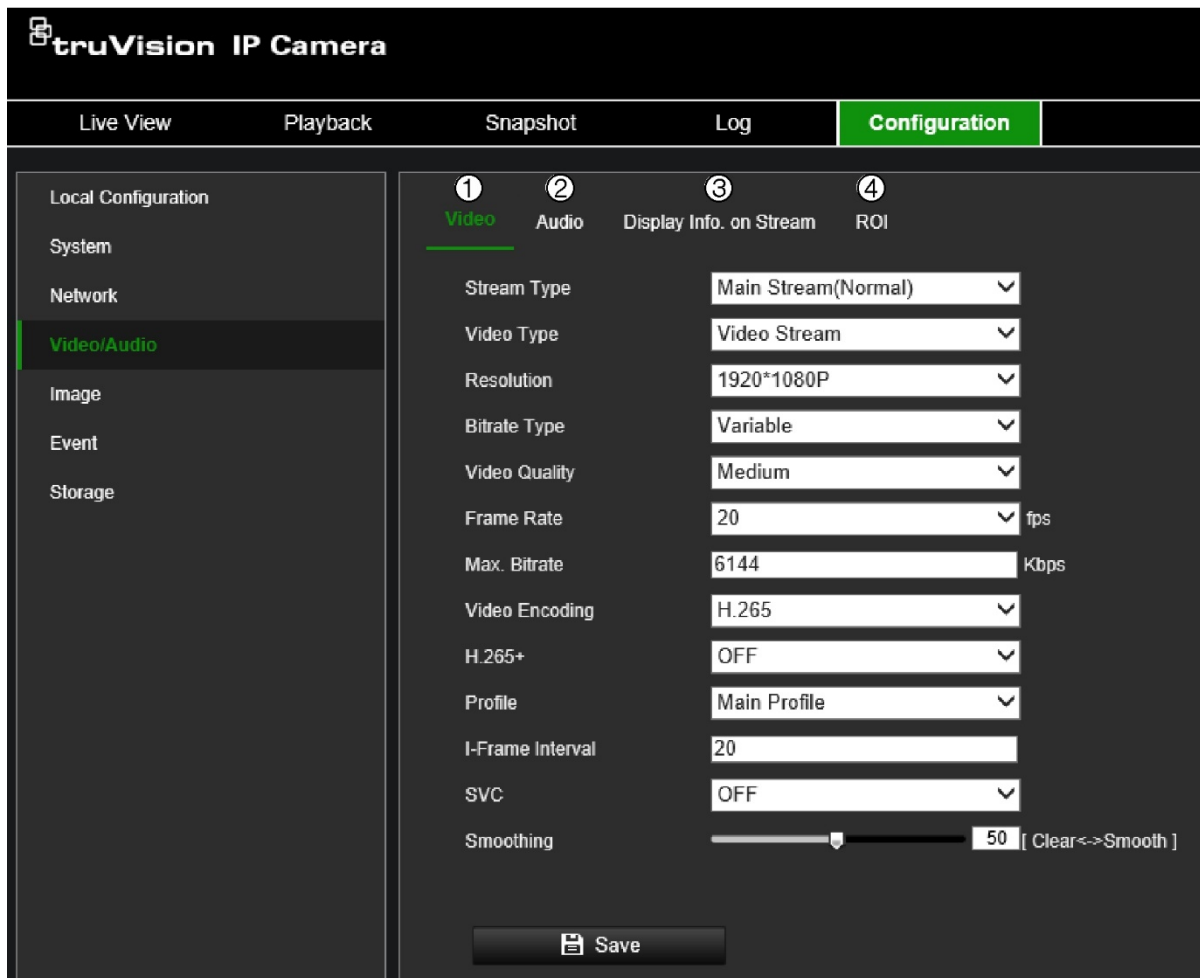 truVision IP Camera
Live View Playback Snapshot Log Configuration
Local Configuration
System
Network
Video/Audio
Image
Event
Storage
① ② ③ ④
Video Audio Display Info. on Stream ROI
Stream Type Main Stream(Normal)
Video Type Video Stream
Resolution 1920*1080P
Bitrate Type Variable
Video Quality Medium
Frame Rate 20 fps
Max. Bitrate 6144 Kbps
Video Encoding H.265
H.265+ OFF
Profile Main Profile
I-Frame Interval 20
SVC OFF
Smoothing 50 [ Clear<->Smooth ]
Save